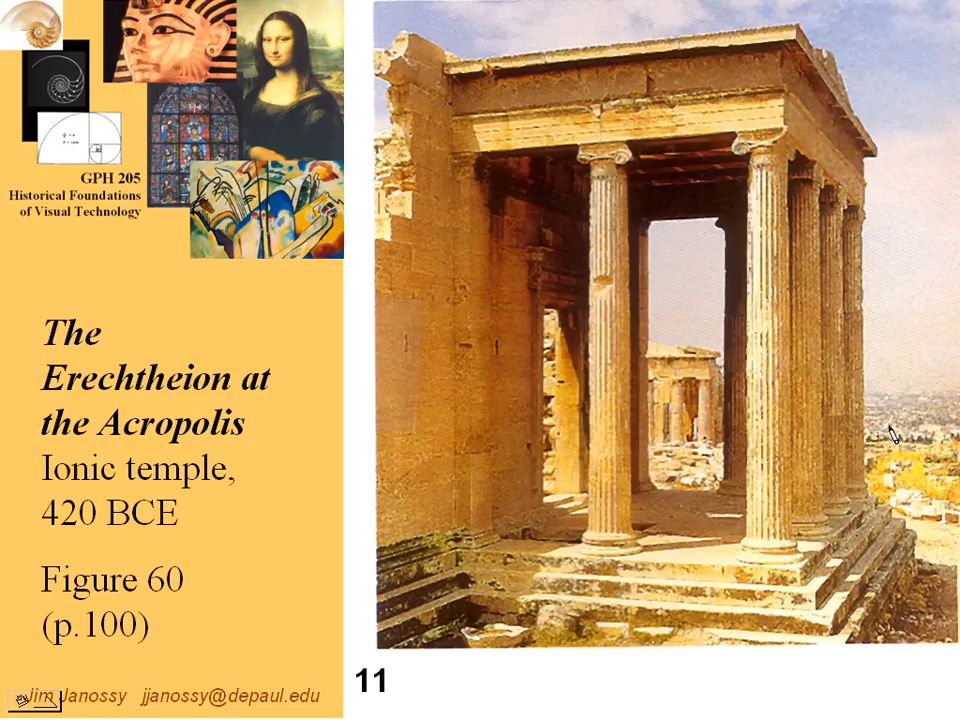 GPH 205
Historical Foundations
of Visual Technology
The
Erechtheion at
the Acropolis
Ionic temple,
420 BCE
Figure 60
(p.100)
Jim Janossy jjanossy@depaul.edu
11